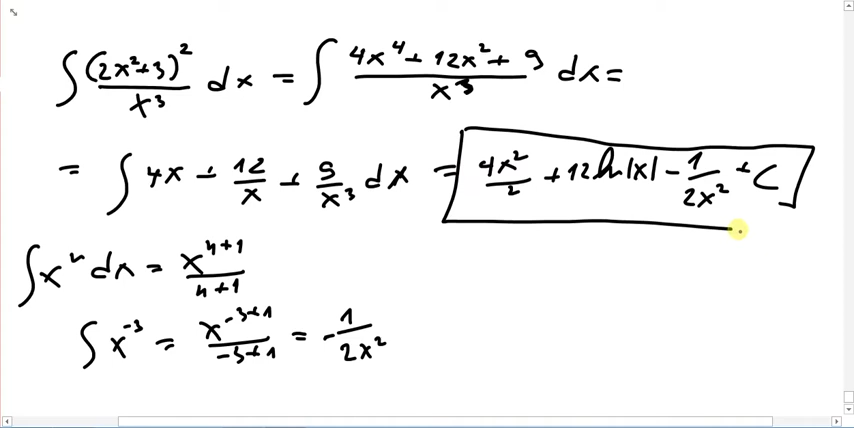 ∫ (2x²+3)²/x³ dx = ∫ (4x⁴ + 12x² + 9)/x³ dx =
= ∫ 4x + 12/x + 9/x³ dx = 4x²/2 + 12 ln|x| - 1/2x² + C
∫ xⁿ dx = xⁿ⁺¹/n+1
∫ x⁻³ = x⁻³⁺¹/-3+1 = - 1/2x²